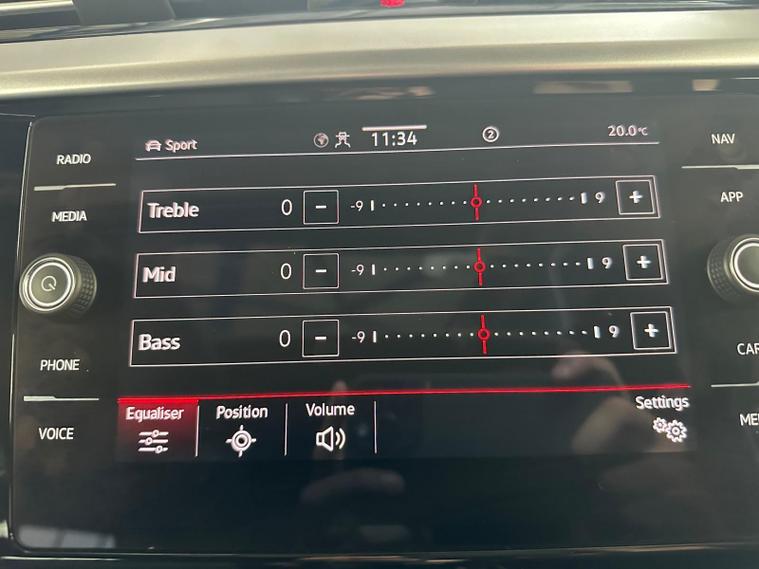 RADIO
MEDIA
PHONE
VOICE
Sport
11:34
2
20.0°C
Treble 0 - -9 9 +
Mid 0 - -9 9 +
Bass 0 - -9 9 +
Equaliser
Position
Volume
Settings
NAV
APP